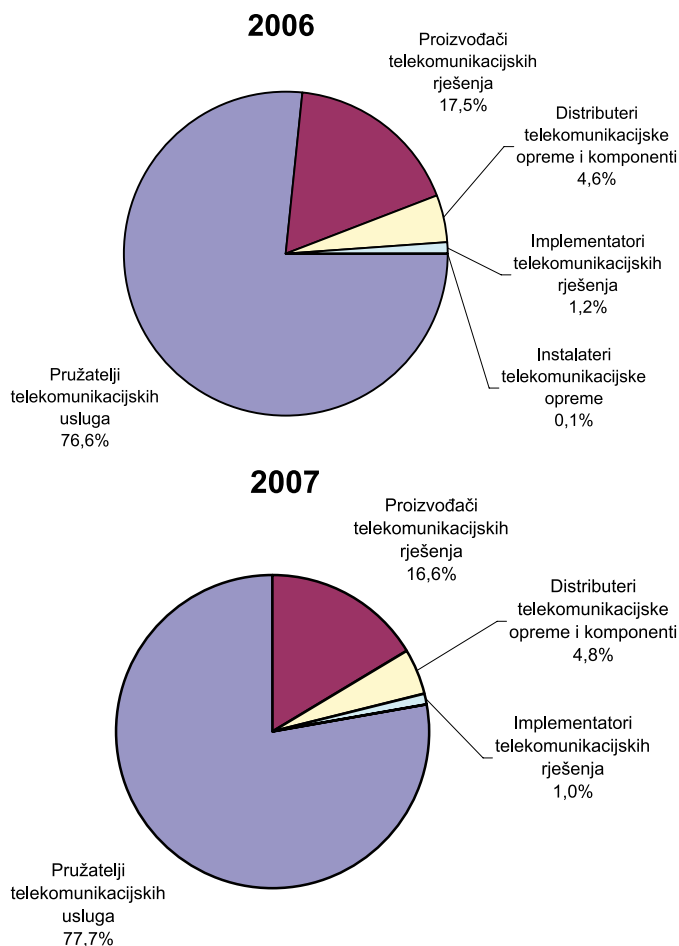 2006
Proizvođači
telekomunikacijskih
rješenja
17,5%
Distributeri
telekomunikacijske
opreme i komponenti
4,6%
Implementatori
telekomunikacijskih
rješenja
1,2%
Instalateri
telekomunikacijske
opreme
0,1%
Pružatelji
telekomunikacijskih
usluga
76,6%
2007
Proizvođači
telekomunikacijskih
rješenja
16,6%
Distributeri
telekomunikacijske
opreme i komponenti
4,8%
Implementatori
telekomunikacijskih
rješenja
1,0%
Pružatelji
telekomunikacijskih
usluga
77,7%